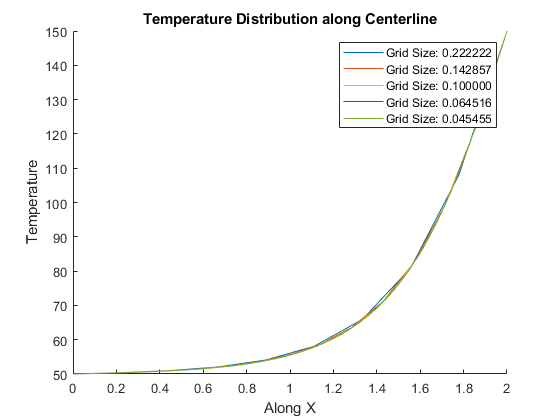 Temperature Distribution along Centerline
150
140
130
120
110
100
90
80
70
60
50
Temperature
Grid Size: 0.222222
Grid Size: 0.142857
Grid Size: 0.100000
Grid Size: 0.064516
Grid Size: 0.045455
0 0.2 0.4 0.6 0.8 1 1.2 1.4 1.6 1.8 2
Along X